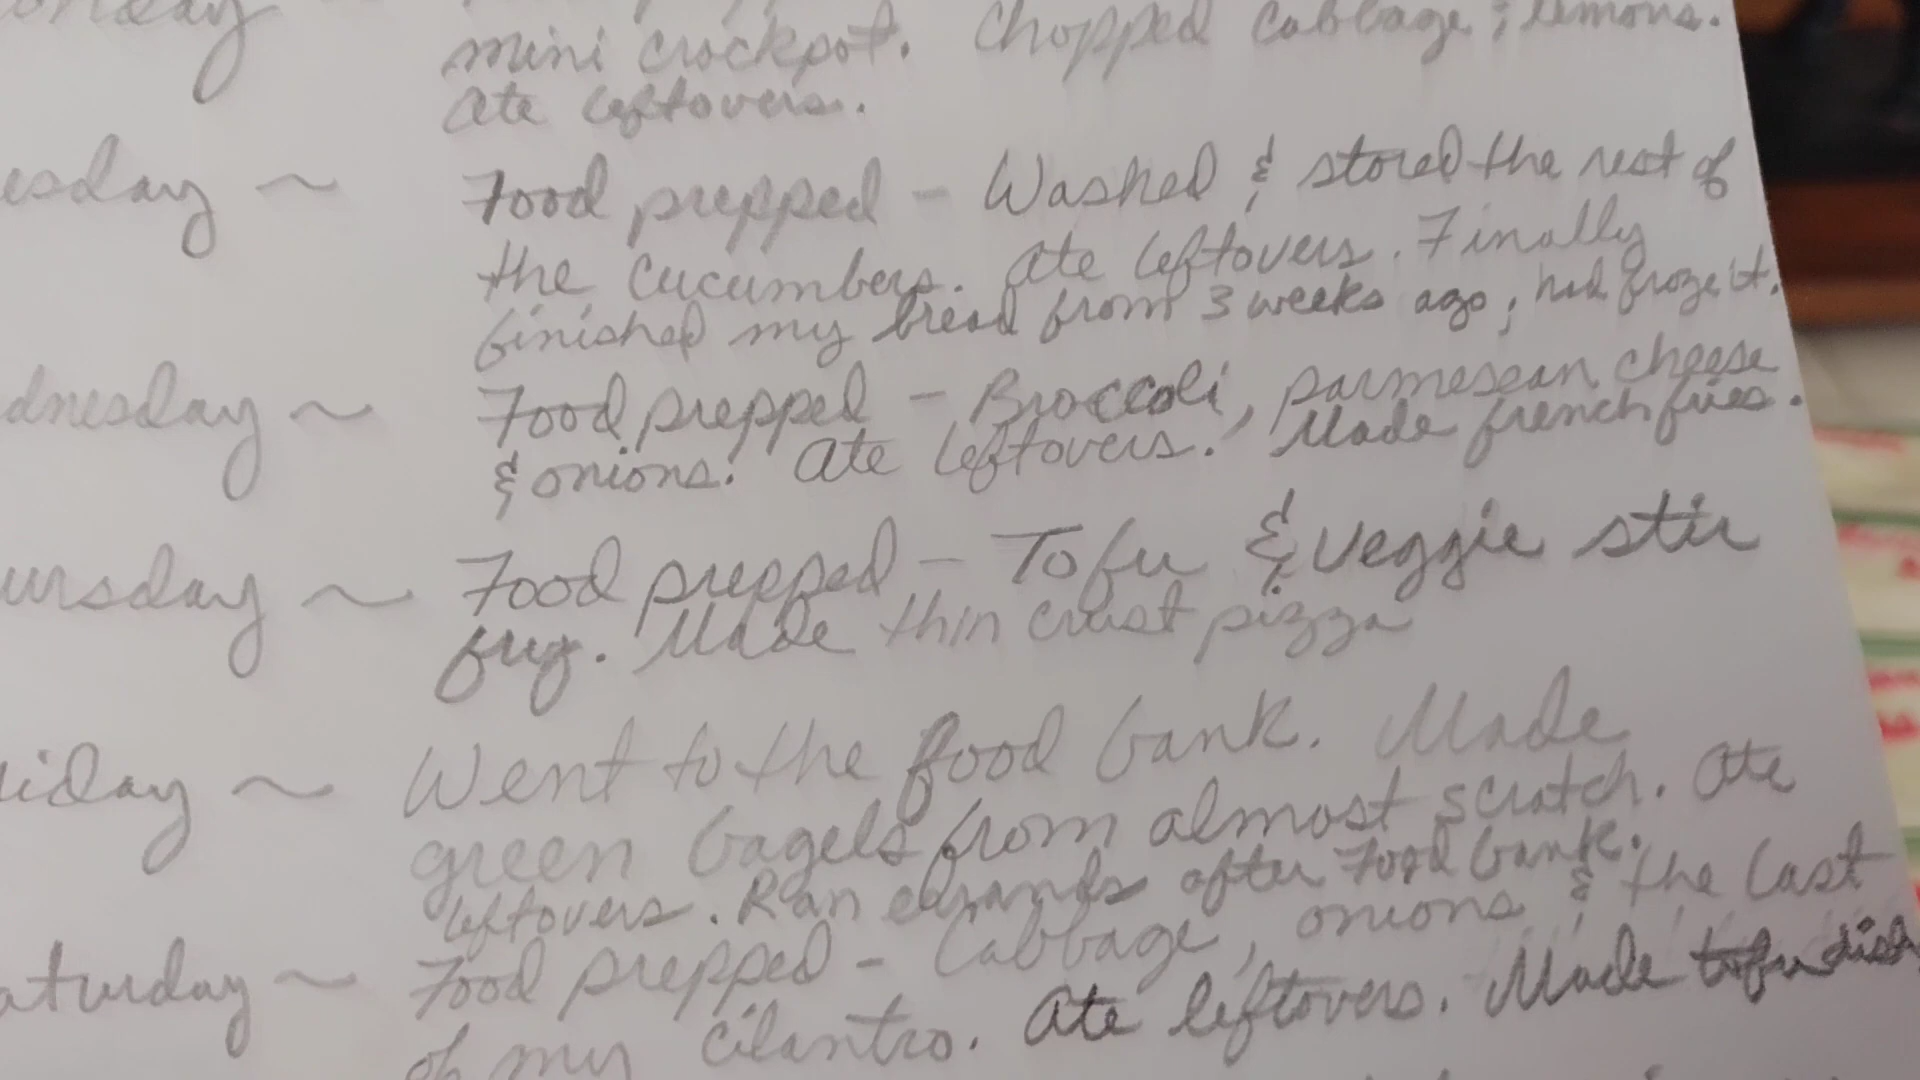 onday
mini crockpot. Chopped cabbage & lemons.
Ate leftovers.
esday ~ Food prepped - Washed & stored the rest of
the cucumbers. Ate leftovers. Finally
finished my bread from 3 weeks ago, had froze it.
dnesday ~ Food prepped - Broccoli, parmesean cheese
& onions. Ate leftovers. Made french fries.
ursday ~ Food prepped - Tofu & veggie stir
fry. Made thin crust pizza
iday ~ Went to the food bank. Made
green bagels from almost scratch. Ate
leftovers. Ran errands after Food bank.
aturday ~ Food prepped - Cabbage, onions & the last
of my cilantro. Ate leftovers. Made tofu dish